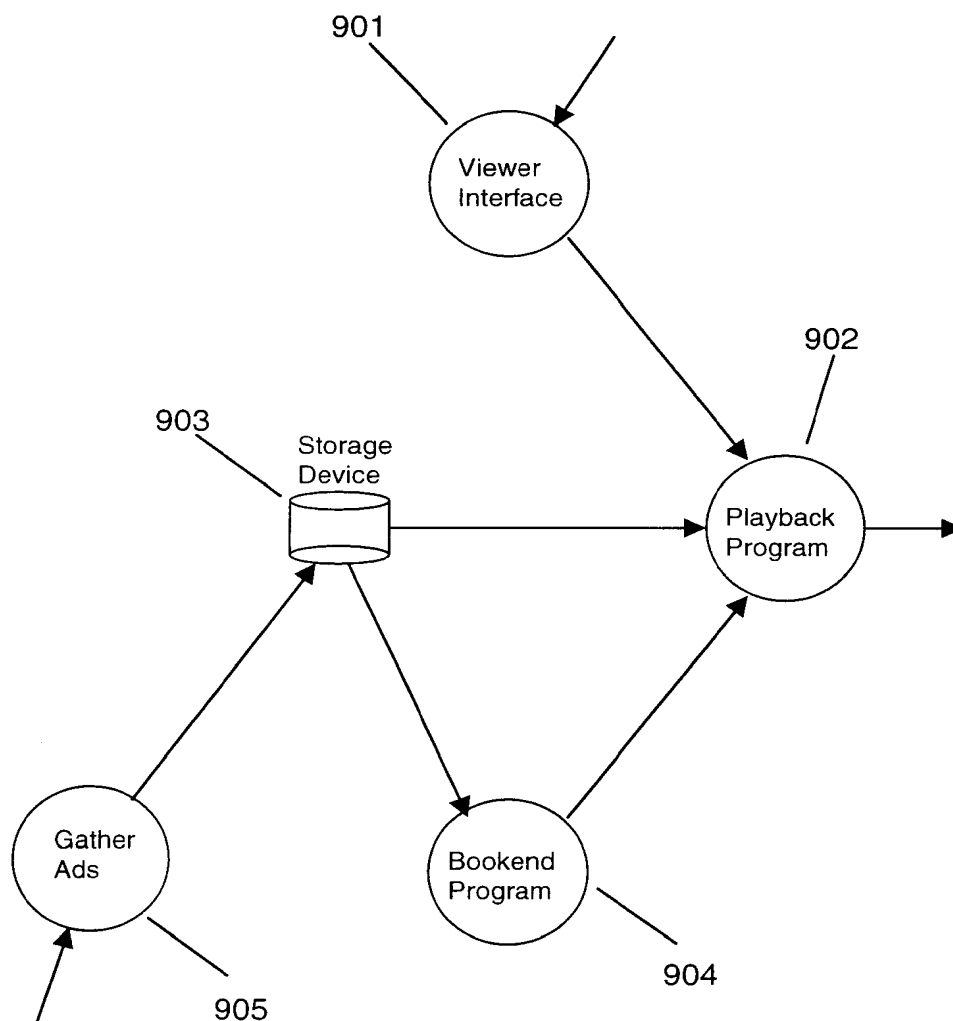 901
Viewer
Interface
902
903
Storage
Device
Playback
Program
Gather
Ads
Bookend
Program
904
905